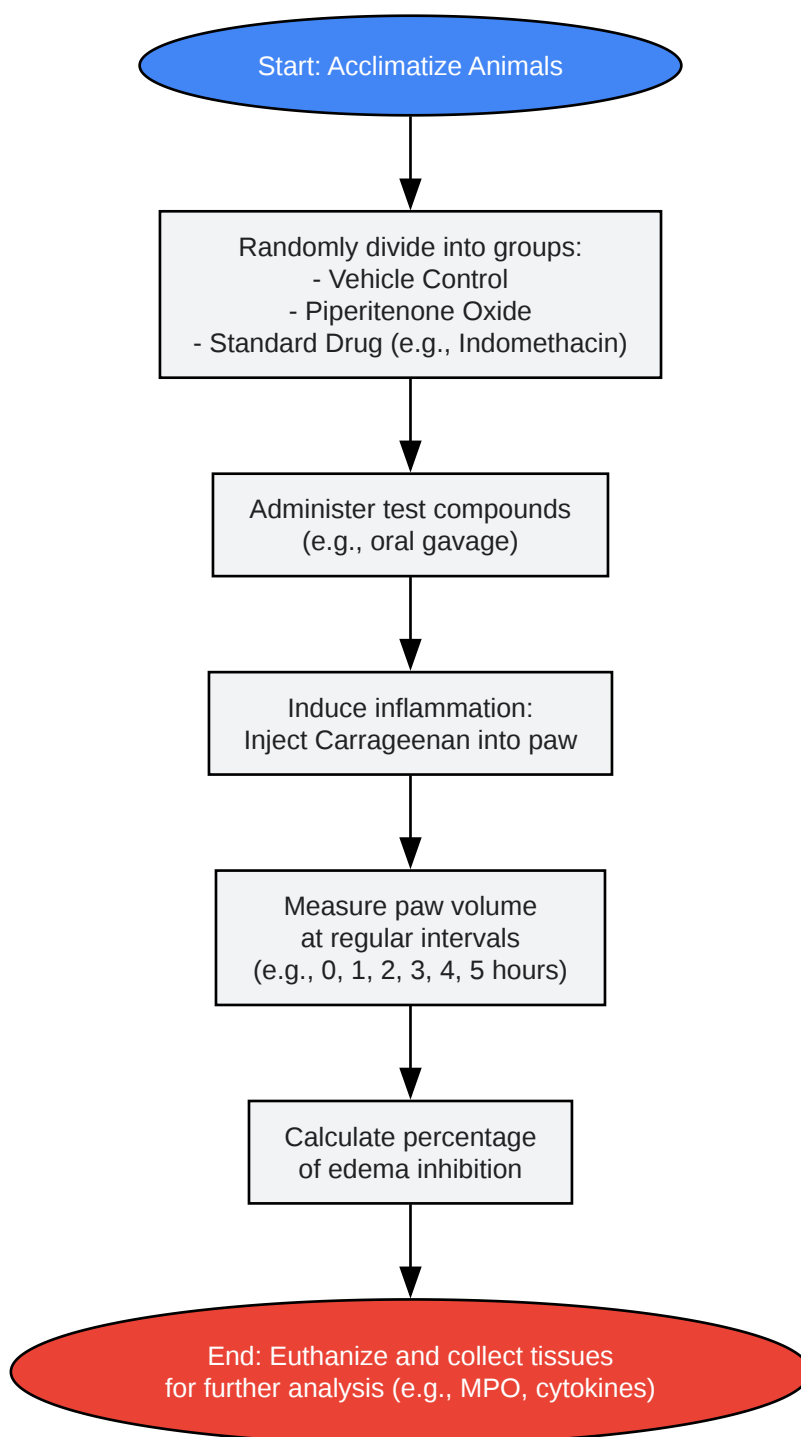 Start: Acclimatize Animals
Randomly divide into groups:
- Vehicle Control
- Piperitenone Oxide
- Standard Drug (e.g., Indomethacin)
Administer test compounds
(e.g., oral gavage)
Induce inflammation:
Inject Carrageenan into paw
Measure paw volume
at regular intervals
(e.g., 0, 1, 2, 3, 4, 5 hours)
Calculate percentage
of edema inhibition
End: Euthanize and collect tissues
for further analysis (e.g., MPO, cytokines)